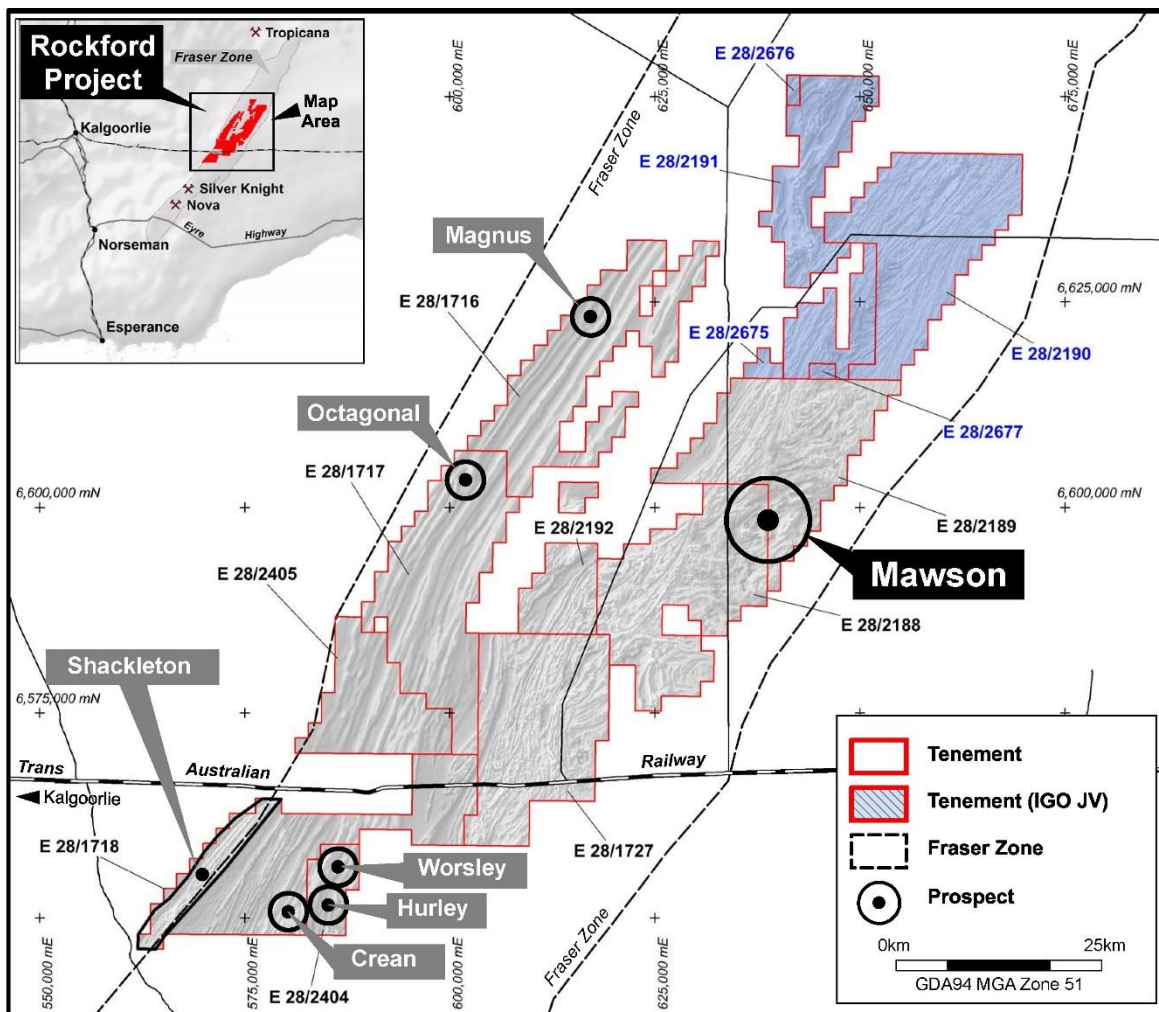 Rockford
Project
Tropicana
Fraser Zone
Map
Area
Kalgoorlie
Silver Knight
Nova
Norseman
Eyre
Highway
Esperance
600,000 mE
625,000 mE
650,000 mE
675,000 mE
E 28/2676
Fraser Zone
E 28/2191
Magnus
E 28/1716
6,625,000 mN
6,625,000 mN
E 28/2675
E 28/2190
Octagonal
E 28/2677
E 28/1717
6,600,000 mN
6,600,000 mN
E 28/2192
E 28/2189
Mawson
E 28/2405
E 28/2188
Shackleton
6,575,000 mN
Trans
Australian
Railway
Kalgoorlie
E 28/1718
E 28/1727
Worsley
Hurley
Crean
Fraser Zone
E 28/2404
550,000 mE
575,000 mE
600,000 mE
625,000 mE
Tenement
Tenement (IGO JV)
Fraser Zone
Prospect
0km
25km
GDA94 MGA Zone 51